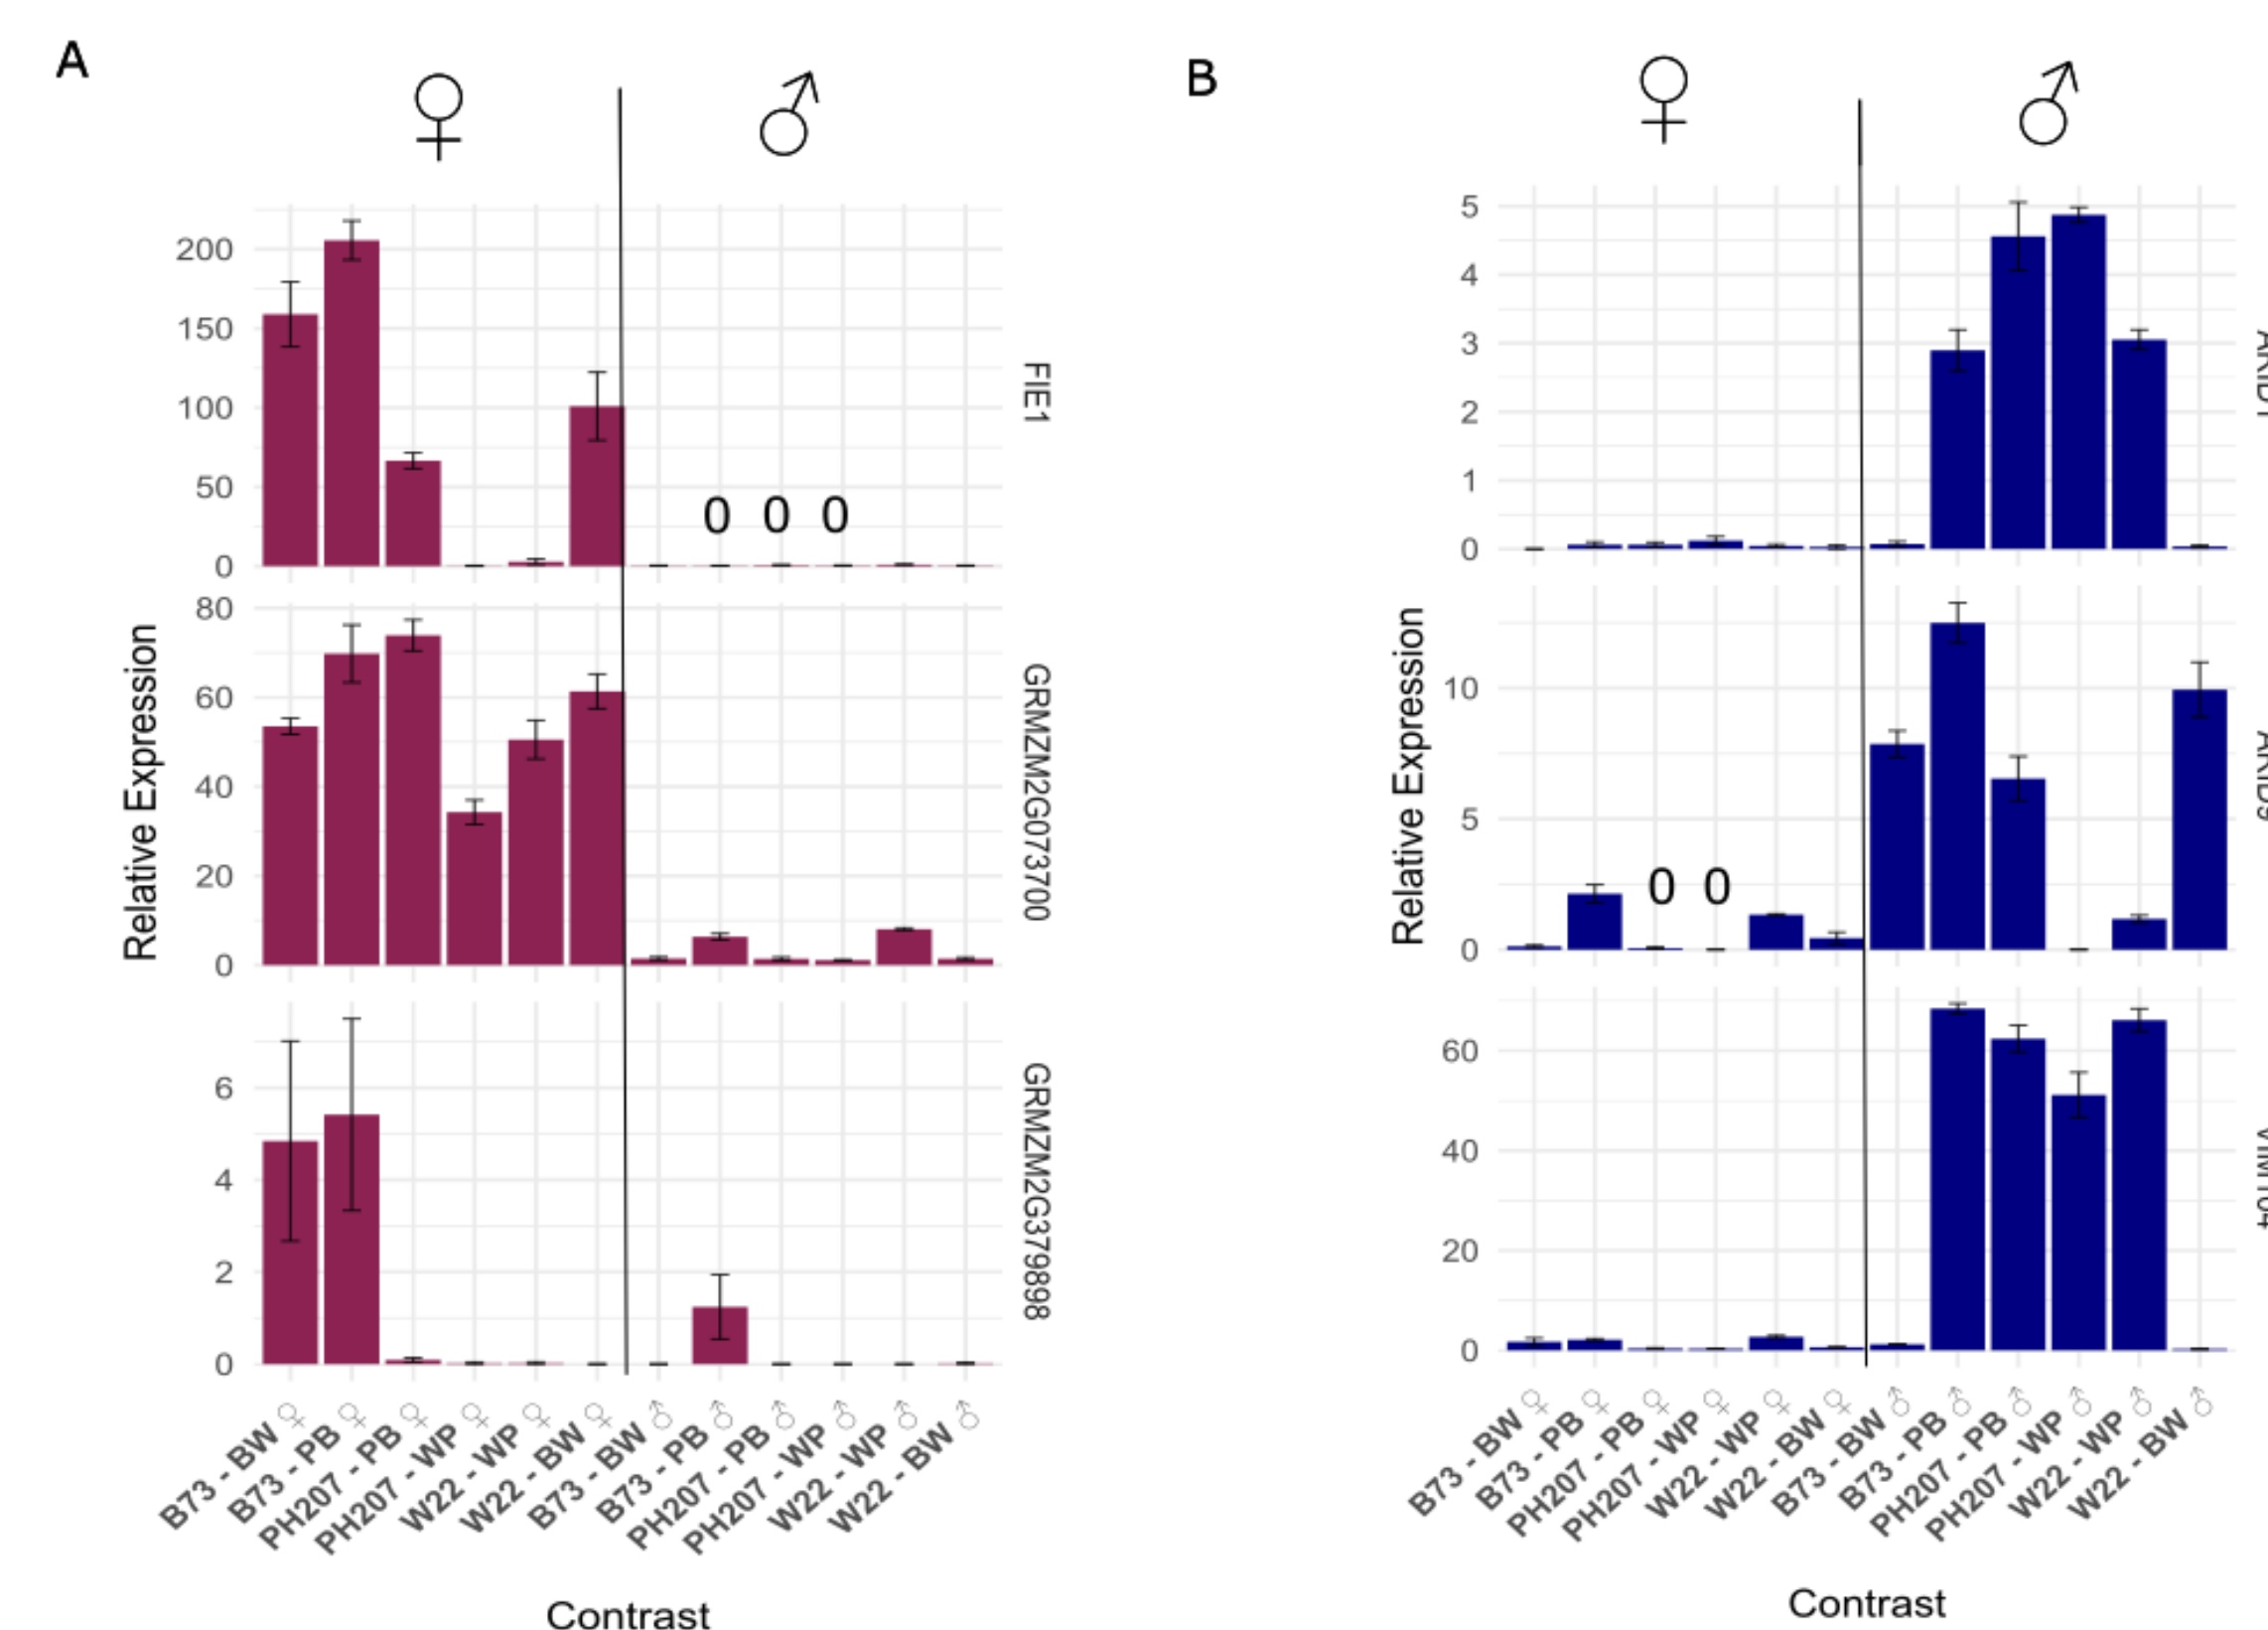 A
♀ ♂
Relative Expression
200
150
100
50
0
0 0 0
FIE1
80
60
40
20
0
GRMZM2G073700
6
4
2
0
GRMZM2G379898
B73 - BW ♀
B73 - PB ♀
PH207 - PB ♀
PH207 - WP ♀
W22 - WP ♀
W22 - BW ♀
B73 - BW ♂
B73 - PB ♂
PH207 - PB ♂
PH207 - WP ♂
W22 - WP ♂
W22 - BW ♂
Contrast
B
♀ ♂
Relative Expression
5
4
3
2
1
0
10
5
0
0 0
60
40
20
0
B73 - BW ♀
B73 - PB ♀
PH207 - PB ♀
PH207 - WP ♀
W22 - WP ♀
W22 - BW ♀
B73 - BW ♂
B73 - PB ♂
PH207 - PB ♂
PH207 - WP ♂
W22 - WP ♂
W22 - BW ♂
Contrast